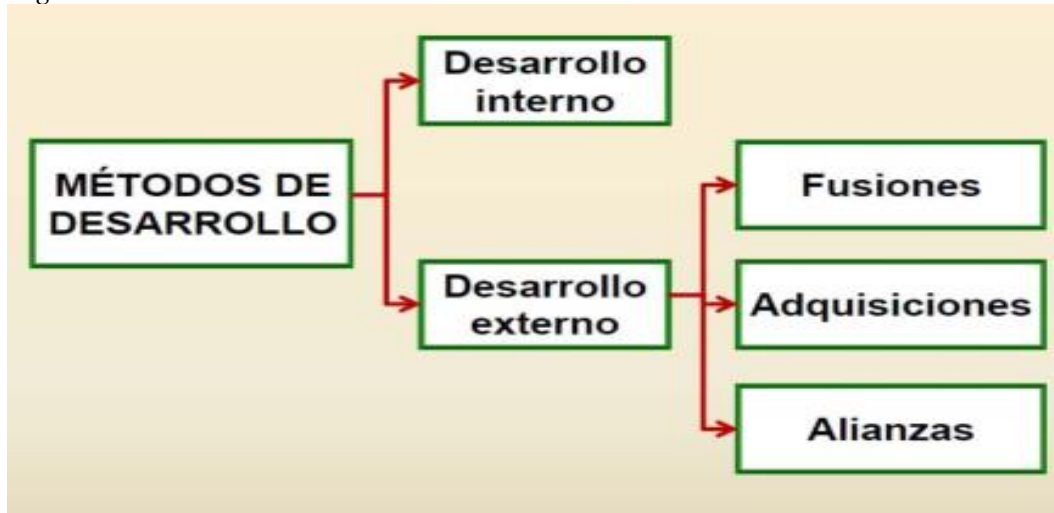 Desarrollo
interno
MÉTODOS DE
DESARROLLO
Desarrollo
externo
Fusiones
Adquisiciones
Alianzas